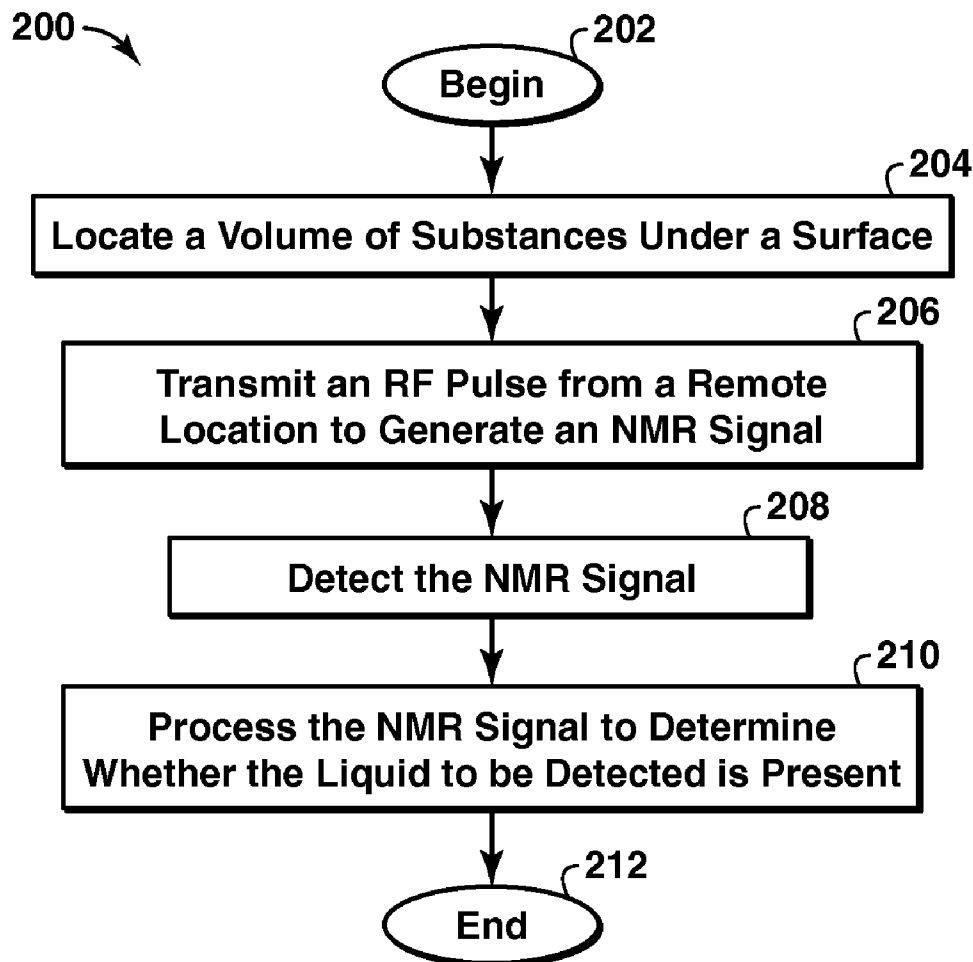 200
202
Begin
204
Locate a Volume of Substances Under a Surface
206
Transmit an RF Pulse from a Remote
Location to Generate an NMR Signal
208
Detect the NMR Signal
210
Process the NMR Signal to Determine
Whether the Liquid to be Detected is Present
212
End